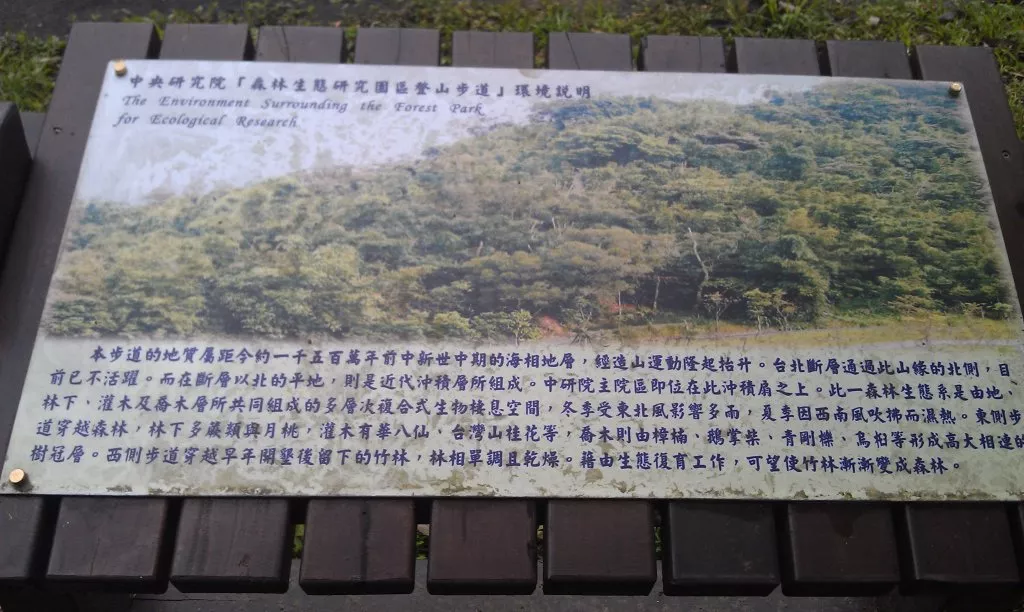 中央研究院「森林生態研究園區登山步道」環境説明
The Environment Surrounding the Forest Park
for Ecological Research
本步道的地質屬距今約一千五百萬年前中新世中期的海相地層，經造山運動隆起抬升。台北斷層通過此山緣的北側，目
前已不活躍。而在斷層以北的平地，則是近代沖積層所組成。中研院主院區即位在此沖積扇之上。此一森林生態系是由地、
林下、灌木及喬木層所共同組成的多層次複合式生物棲息空間，冬季受東北風影響多雨，夏季因西南風吹拂而濕熱。東側步
道穿越森林，林下多蕨類與月桃，灌木有華八仙、台灣山桂花等，喬木則由樟楠、鵝掌柴、青剛櫟、烏桕等形成高大相連的
樹冠層。西側步道穿越早年開墾後留下的竹林，林相單調且乾燥。藉由生態復育工作，可望使竹林漸漸變成森林。